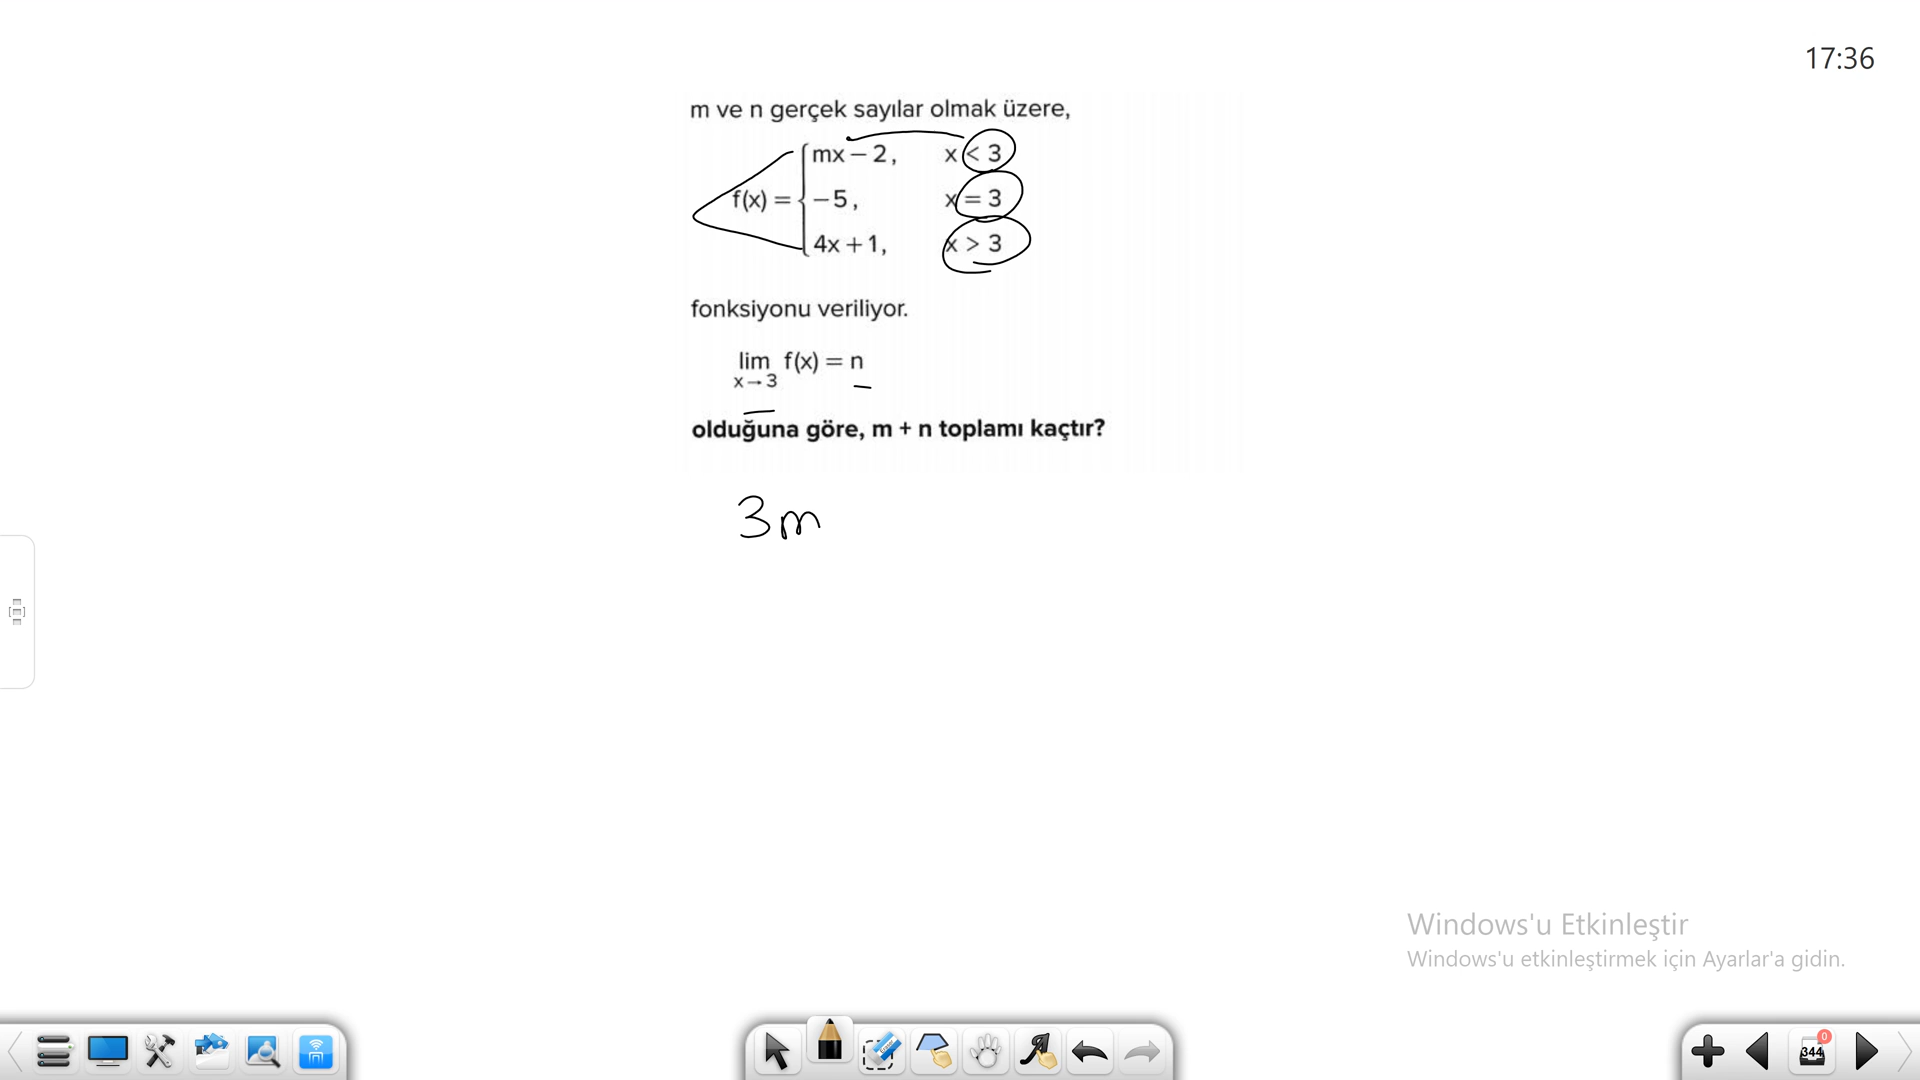 17:36
m ve n gerçek sayılar olmak üzere,
mx – 2, x < 3
f(x) = – 5, x = 3
4x + 1, x > 3
fonksiyonu veriliyor.
lim f(x) = n
x → 3
olduğuna göre, m + n toplamı kaçtır?
3m
Windows'u Etkinleştir
Windows'u etkinleştirmek için Ayarlar'a gidin.
0
344